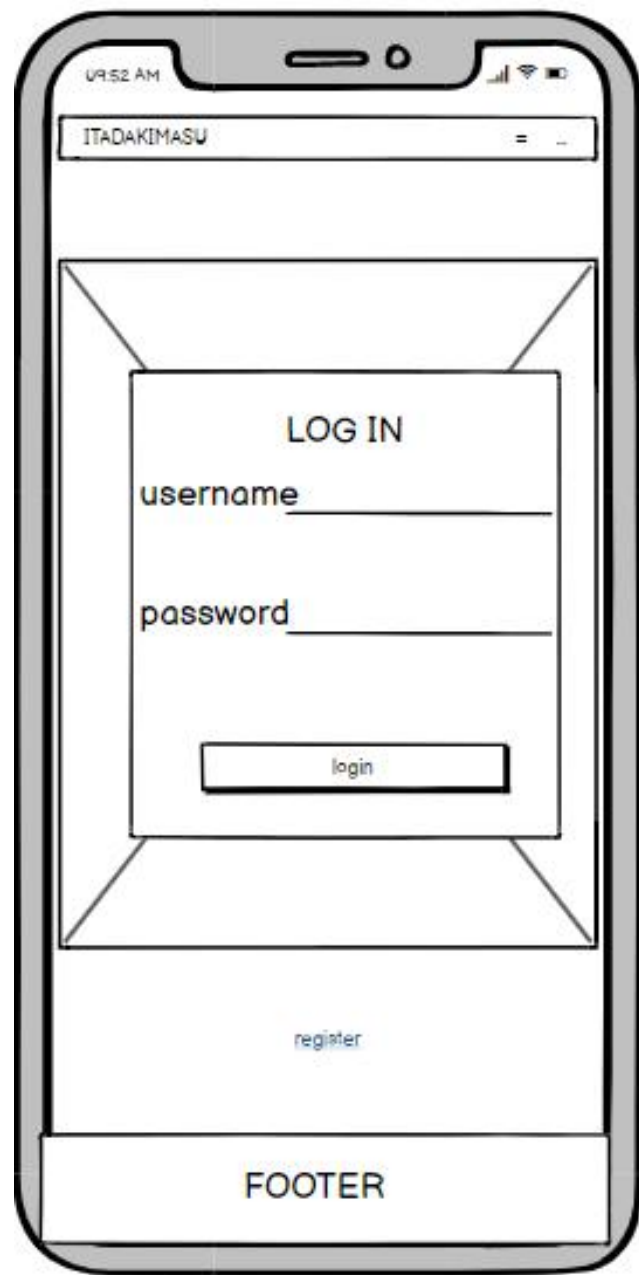 09:52 AM
ITADAKIMASU = ..
LOG IN
username
password
login
register
FOOTER